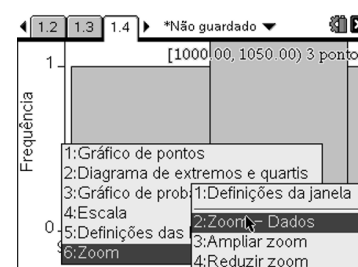 1.2 1.3 1.4 *Não guardado
[1000.00, 1050.00) 3 ponto
1
Frequência
0
1:Gráfico de pontos
2:Diagrama de extremos e quartis
3:Gráfico de proba
4:Escala
5:Definições das
6:Zoom
1:Definições da janela
2:Zoom – Dados
3:Ampliar zoom
4:Reduzir zoom